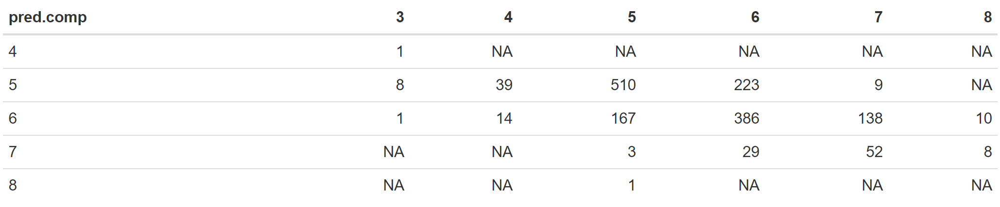 pred.comp 3 4 5 6 7 8
4 1 NA NA NA NA NA
5 8 39 510 223 9 NA
6 1 14 167 386 138 10
7 NA NA 3 29 52 8
8 NA NA 1 NA NA NA